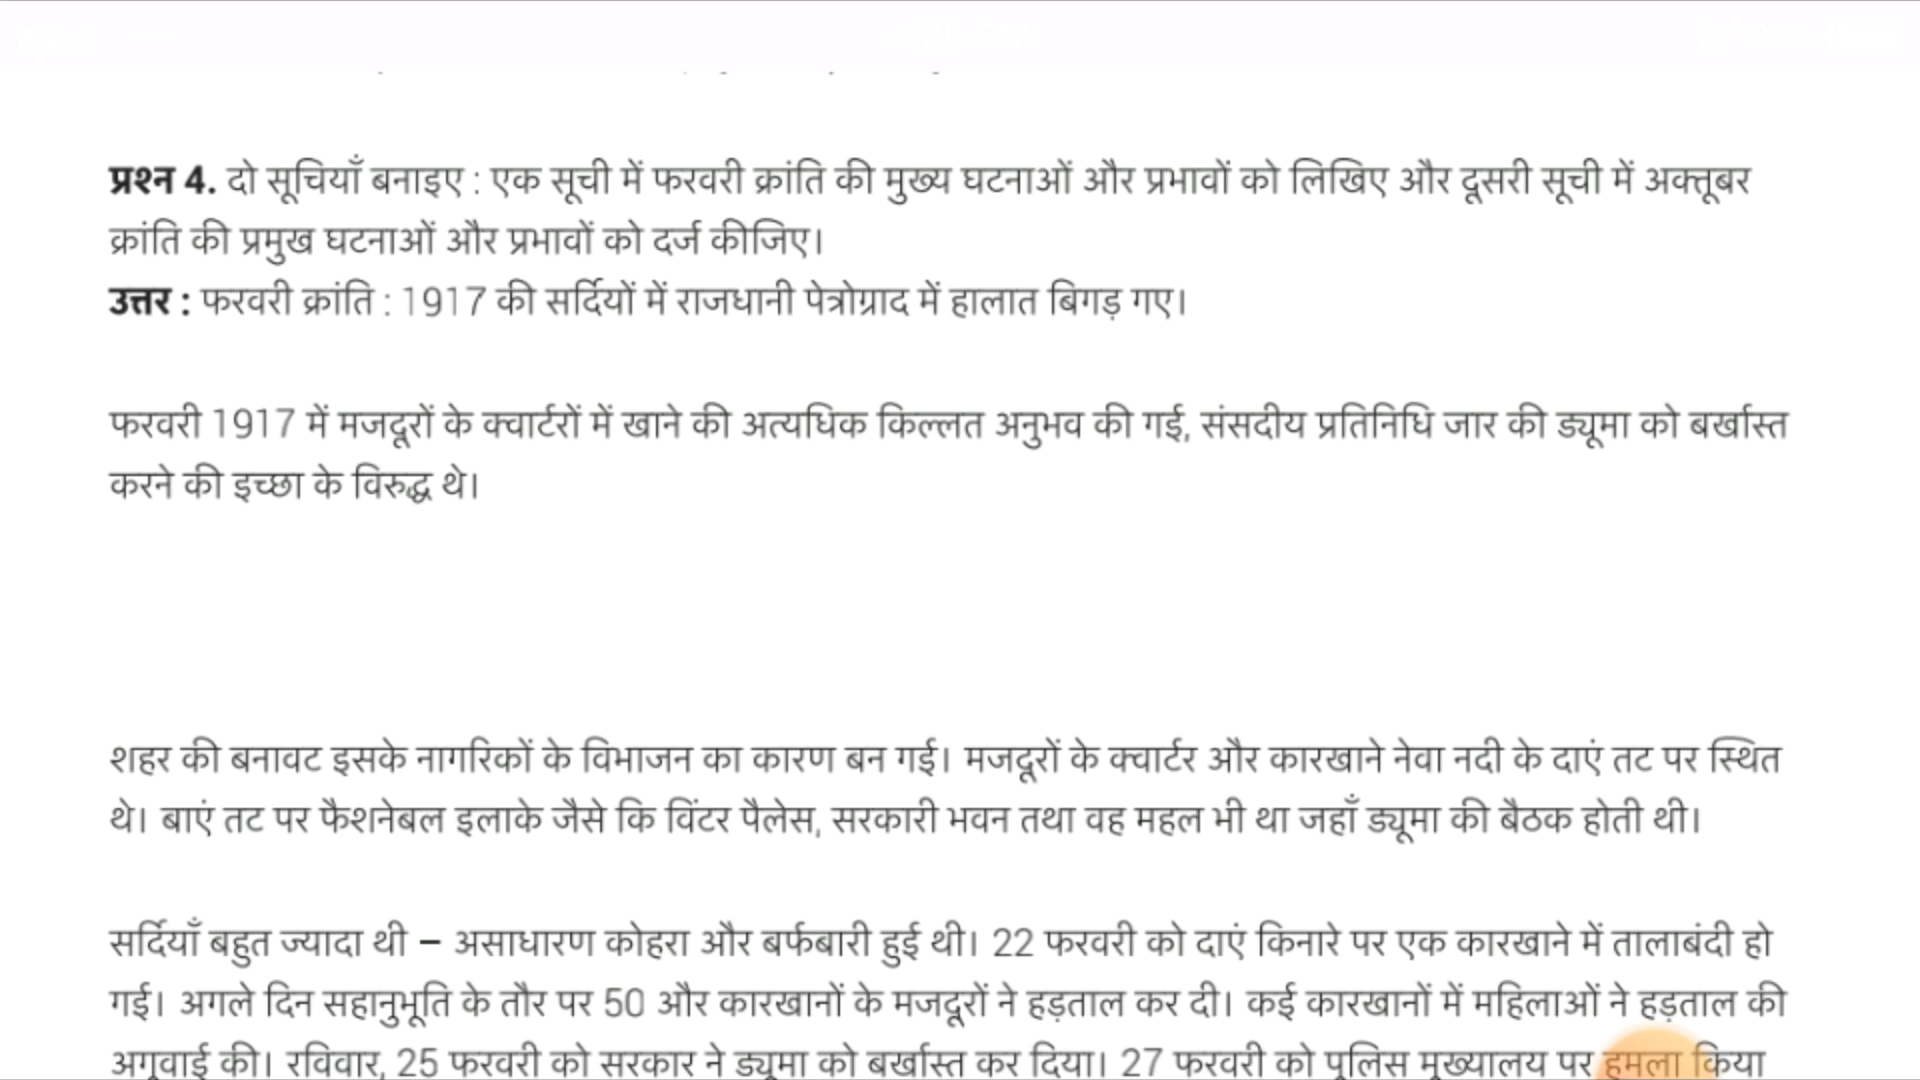 प्रश्न 4. दो सूचियाँ बनाइए : एक सूची में फरवरी क्रांति की मुख्य घटनाओं और प्रभावों को लिखिए और दूसरी सूची में अक्तूबर
क्रांति की प्रमुख घटनाओं और प्रभावों को दर्ज कीजिए।
उत्तर : फरवरी क्रांति : 1917 की सर्दियों में राजधानी पेत्रोग्राद में हालात बिगड़ गए।
फरवरी 1917 में मजदूरों के क्वार्टरों में खाने की अत्यधिक किल्लत अनुभव की गई, संसदीय प्रतिनिधि जार की ड्यूमा को बर्खास्त
करने की इच्छा के विरुद्ध थे।
शहर की बनावट इसके नागरिकों के विभाजन का कारण बन गई। मजदूरों के क्वार्टर और कारखाने नेवा नदी के दाएं तट पर स्थित
थे। बाएं तट पर फैशनेबल इलाके जैसे कि विंटर पैलेस, सरकारी भवन तथा वह महल भी था जहाँ ड्यूमा की बैठक होती थी।
सर्दियाँ बहुत ज्यादा थी – असाधारण कोहरा और बर्फबारी हुई थी। 22 फरवरी को दाएं किनारे पर एक कारखाने में तालाबंदी हो
गई। अगले दिन सहानुभूति के तौर पर 50 और कारखानों के मजदूरों ने हड़ताल कर दी। कई कारखानों में महिलाओं ने हड़ताल की
अगुवाई की। रविवार, 25 फरवरी को सरकार ने ड्यूमा को बर्खास्त कर दिया। 27 फरवरी को पुलिस मुख्यालय पर हमला किया